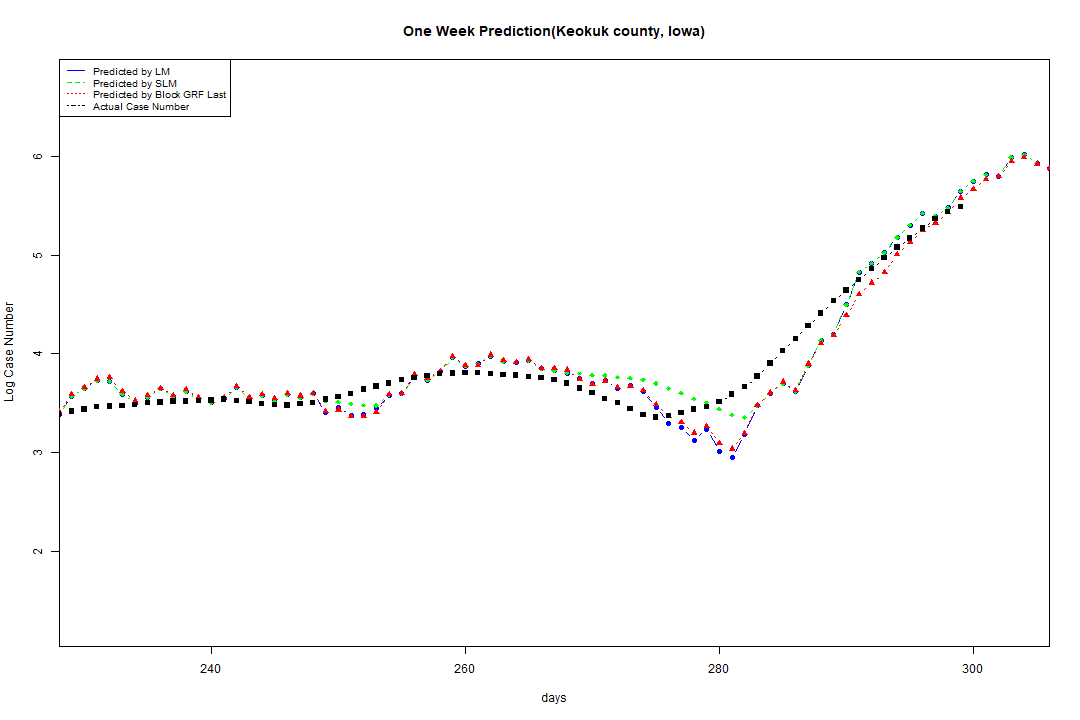 One Week Prediction(Keokuk county, Iowa)
Predicted by LM
Predicted by SLM
Predicted by Block GRF Last
Actual Case Number
6
5
4
3
2
Log Case Number
240
260
280
300
days